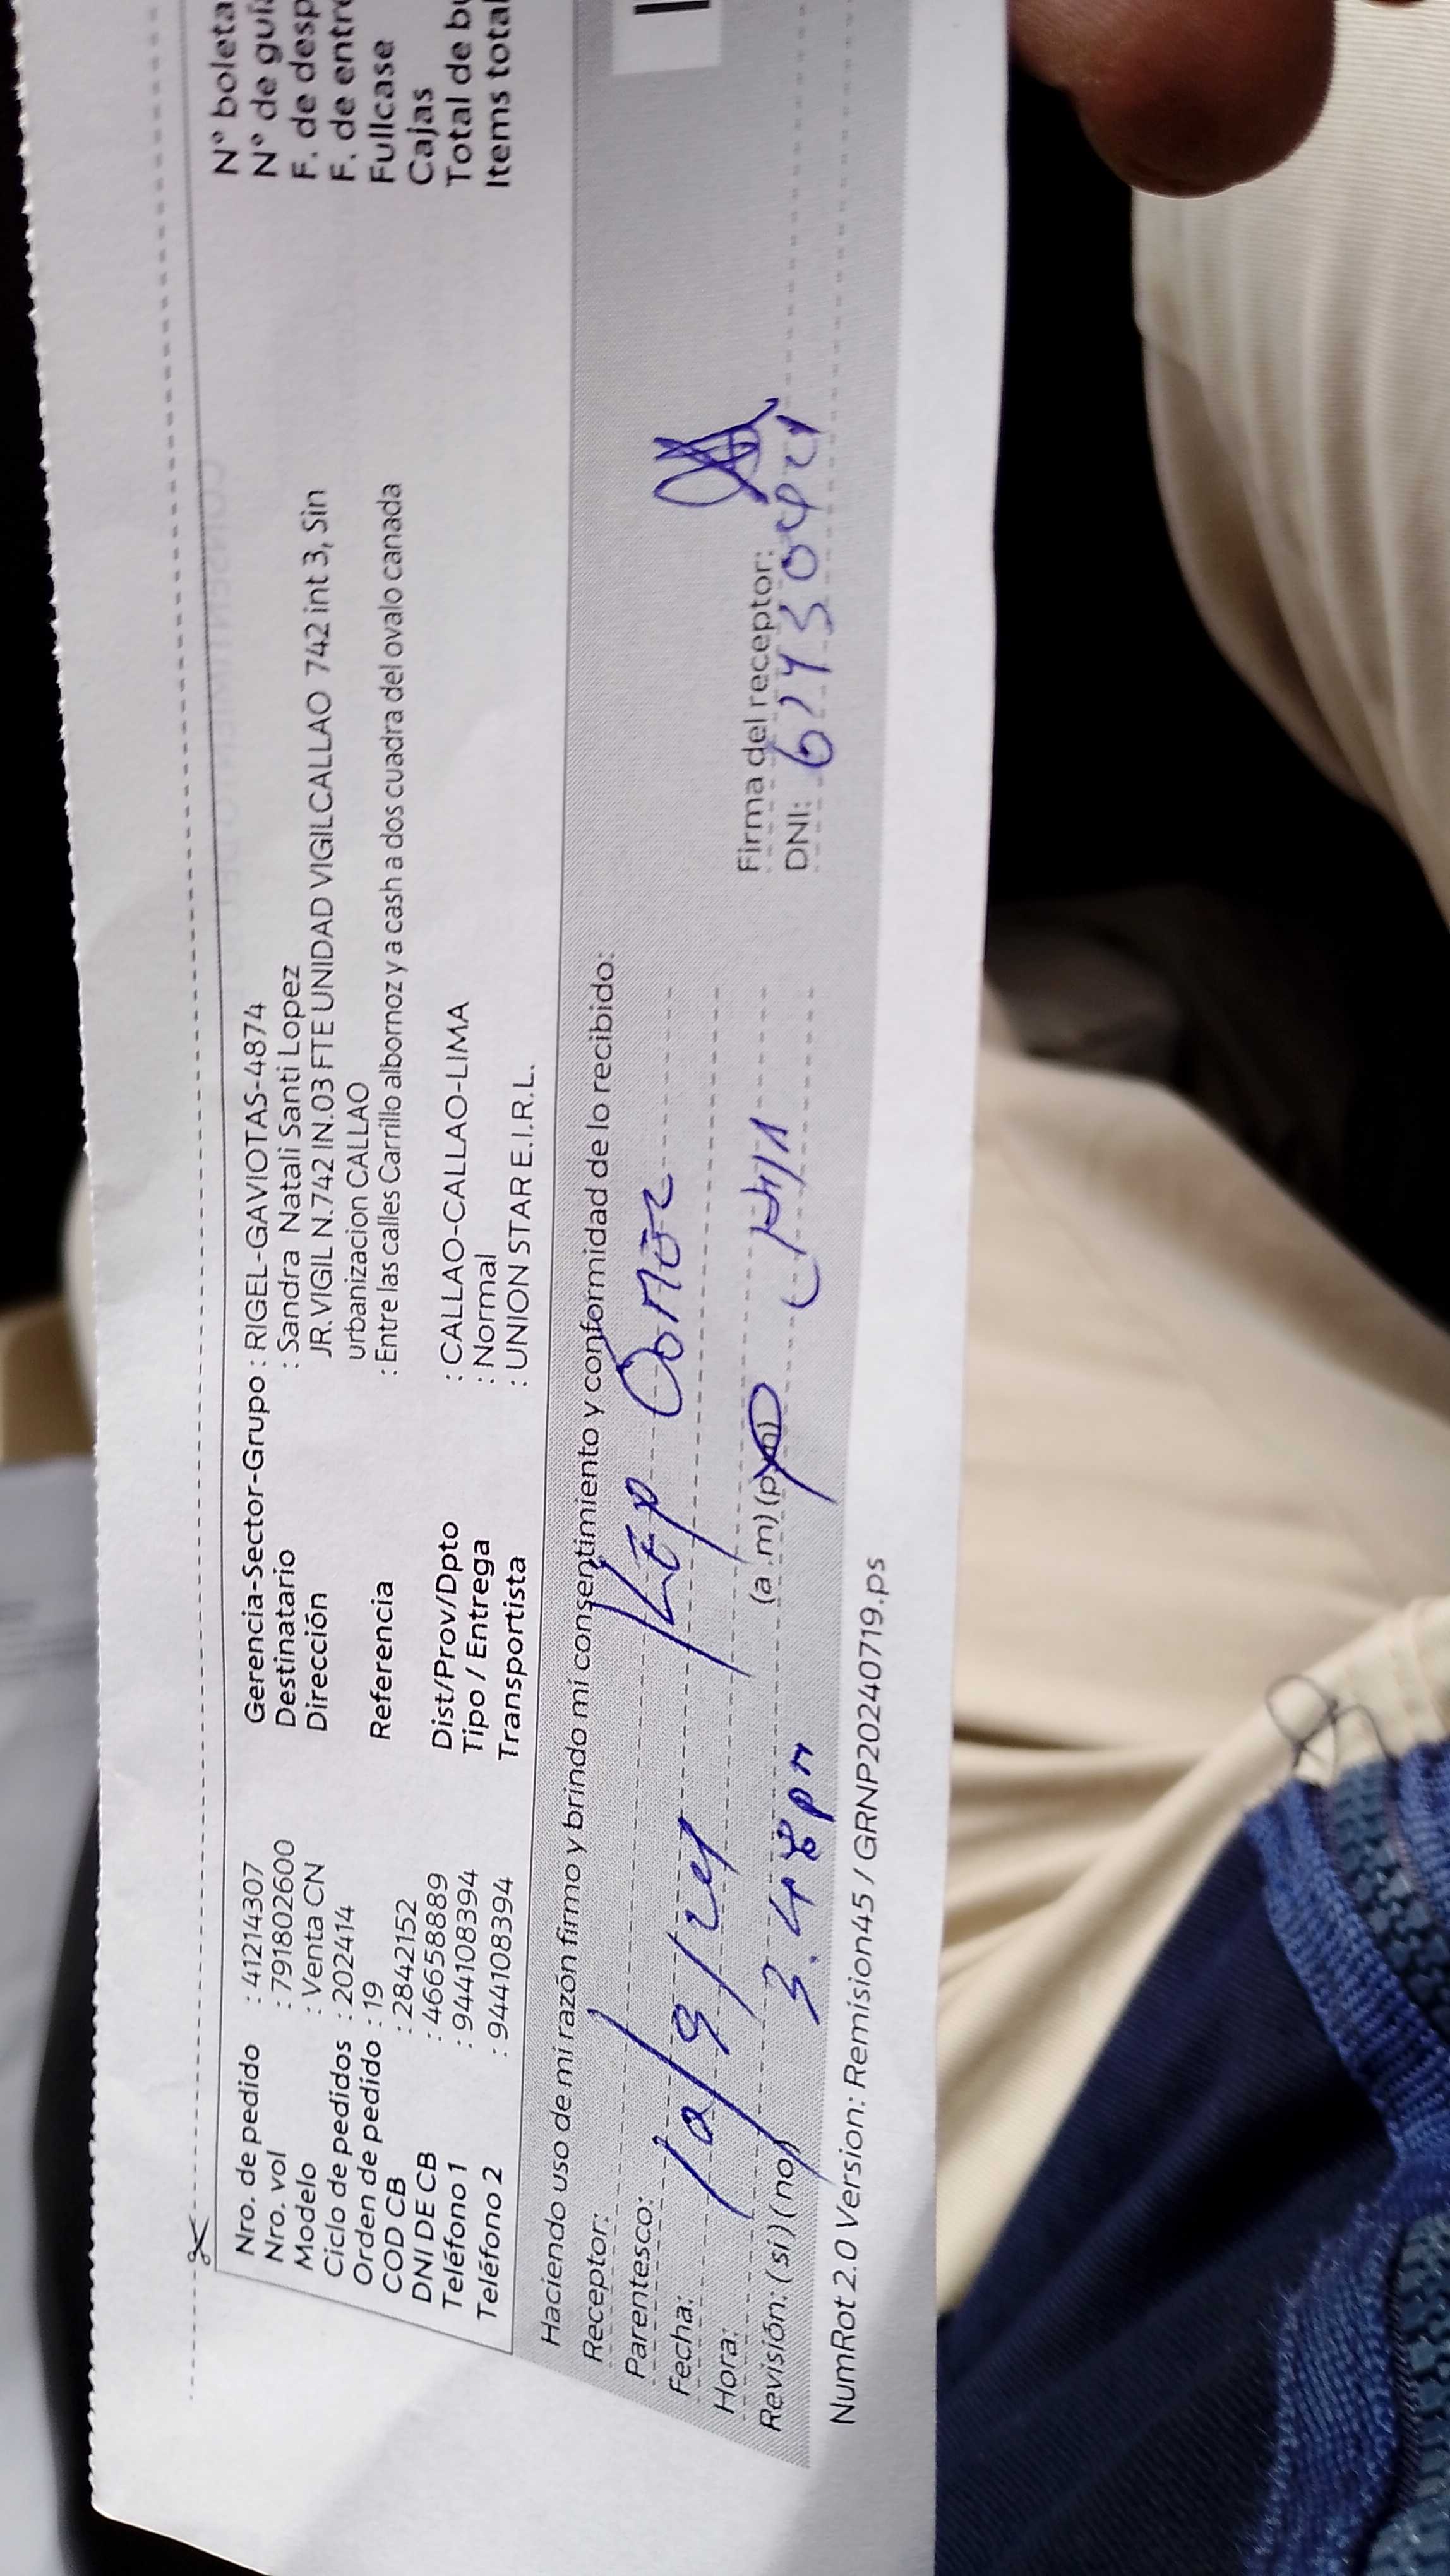 Nro. de pedido : 41214307
Nro. vol : 791802600
Modelo : Venta CN
Ciclo de pedidos : 202414
Orden de pedido : 19
COD CB : 2842152
DNI DE CB : 46658889
Teléfono 1 : 944108394
Teléfono 2 : 944108394
Gerencia-Sector-Grupo : RIGEL-GAVIOTAS-4874
Destinatario : Sandra Natali Santi Lopez
Dirección JR. VIGIL N.742 IN.03 FTE UNIDAD VIGILCALLAO 742 int 3, Sin
urbanizacion CALLAO
Referencia : Entre las calles Carrillo albornoz y a cash a dos cuadra del ovalo canada
Dist/Prov/Dpto : CALLAO-CALLAO-LIMA
Tipo / Entrega : Normal
Transportista : UNION STAR E.I.R.L.
N° boleta
N° de guía
F. de desp
F. de entre
Fullcase
Cajas
Total de bu
Items total
Haciendo uso de mi razón firmo y brindo mi consentimiento y conformidad de lo recibido:
Receptor:
Parentesco:
Fecha:
Hora: 3.48 pm (a.m) (p.m)
Revisión: (si) (no)
Firma del receptor:
DNI:
NumRot 2.0 Version: Remision45 / GRNP20240719.ps